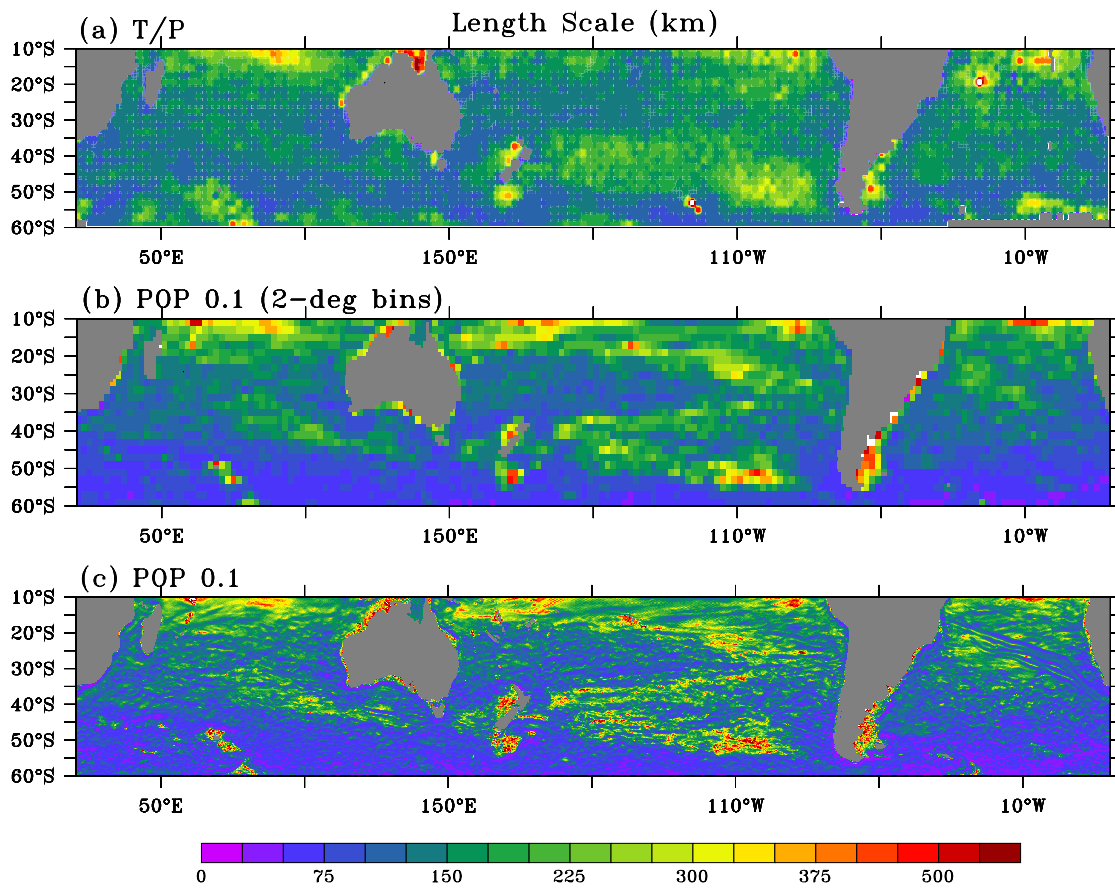 Length Scale (km)
(a) T/P
10°S
20°S
30°S
40°S
50°S
60°S
50°E 150°E 110°W 10°W
(b) POP 0.1 (2-deg bins)
10°S
20°S
30°S
40°S
50°S
60°S
50°E 150°E 110°W 10°W
(c) POP 0.1
10°S
20°S
30°S
40°S
50°S
60°S
50°E 150°E 110°W 10°W
0 75 150 225 300 375 500